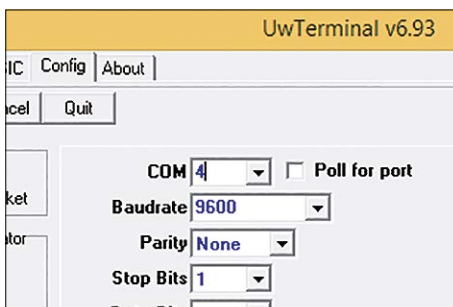 UwTerminal v6.93
Config About
Quit
COM 4 Poll for port
Baudrate 9600
Parity None
Stop Bits 1